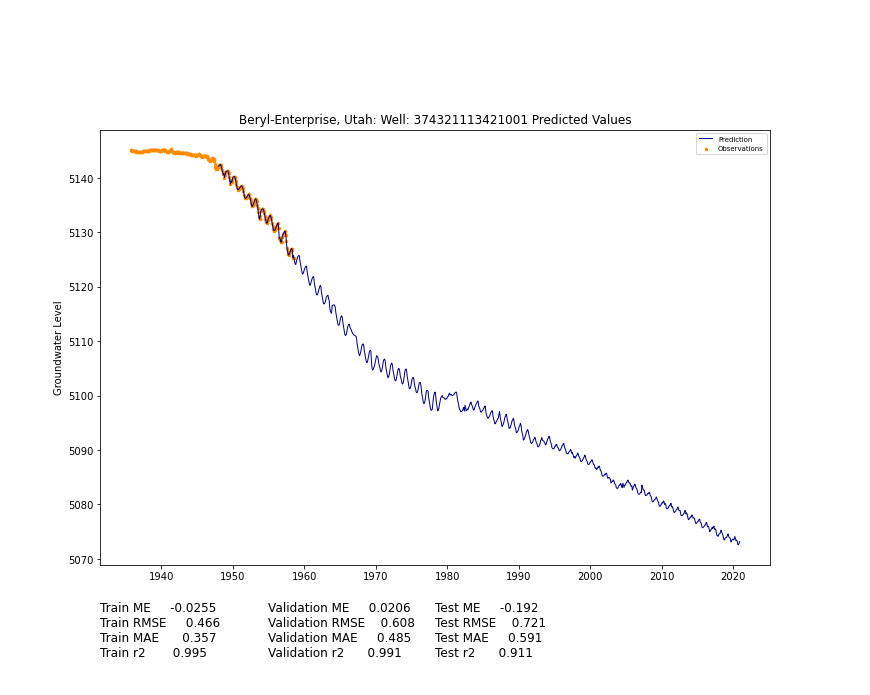 Beryl-Enterprise, Utah: Well: 374321113421001 Predicted Values
Prediction
Observations
Groundwater Level
5140
5130
5120
5110
5100
5090
5080
5070
1940 1950 1960 1970 1980 1990 2000 2010 2020
Train ME -0.0255 Validation ME 0.0206 Test ME -0.192
Train RMSE 0.466 Validation RMSE 0.608 Test RMSE 0.721
Train MAE 0.357 Validation MAE 0.485 Test MAE 0.591
Train r2 0.995 Validation r2 0.991 Test r2 0.911